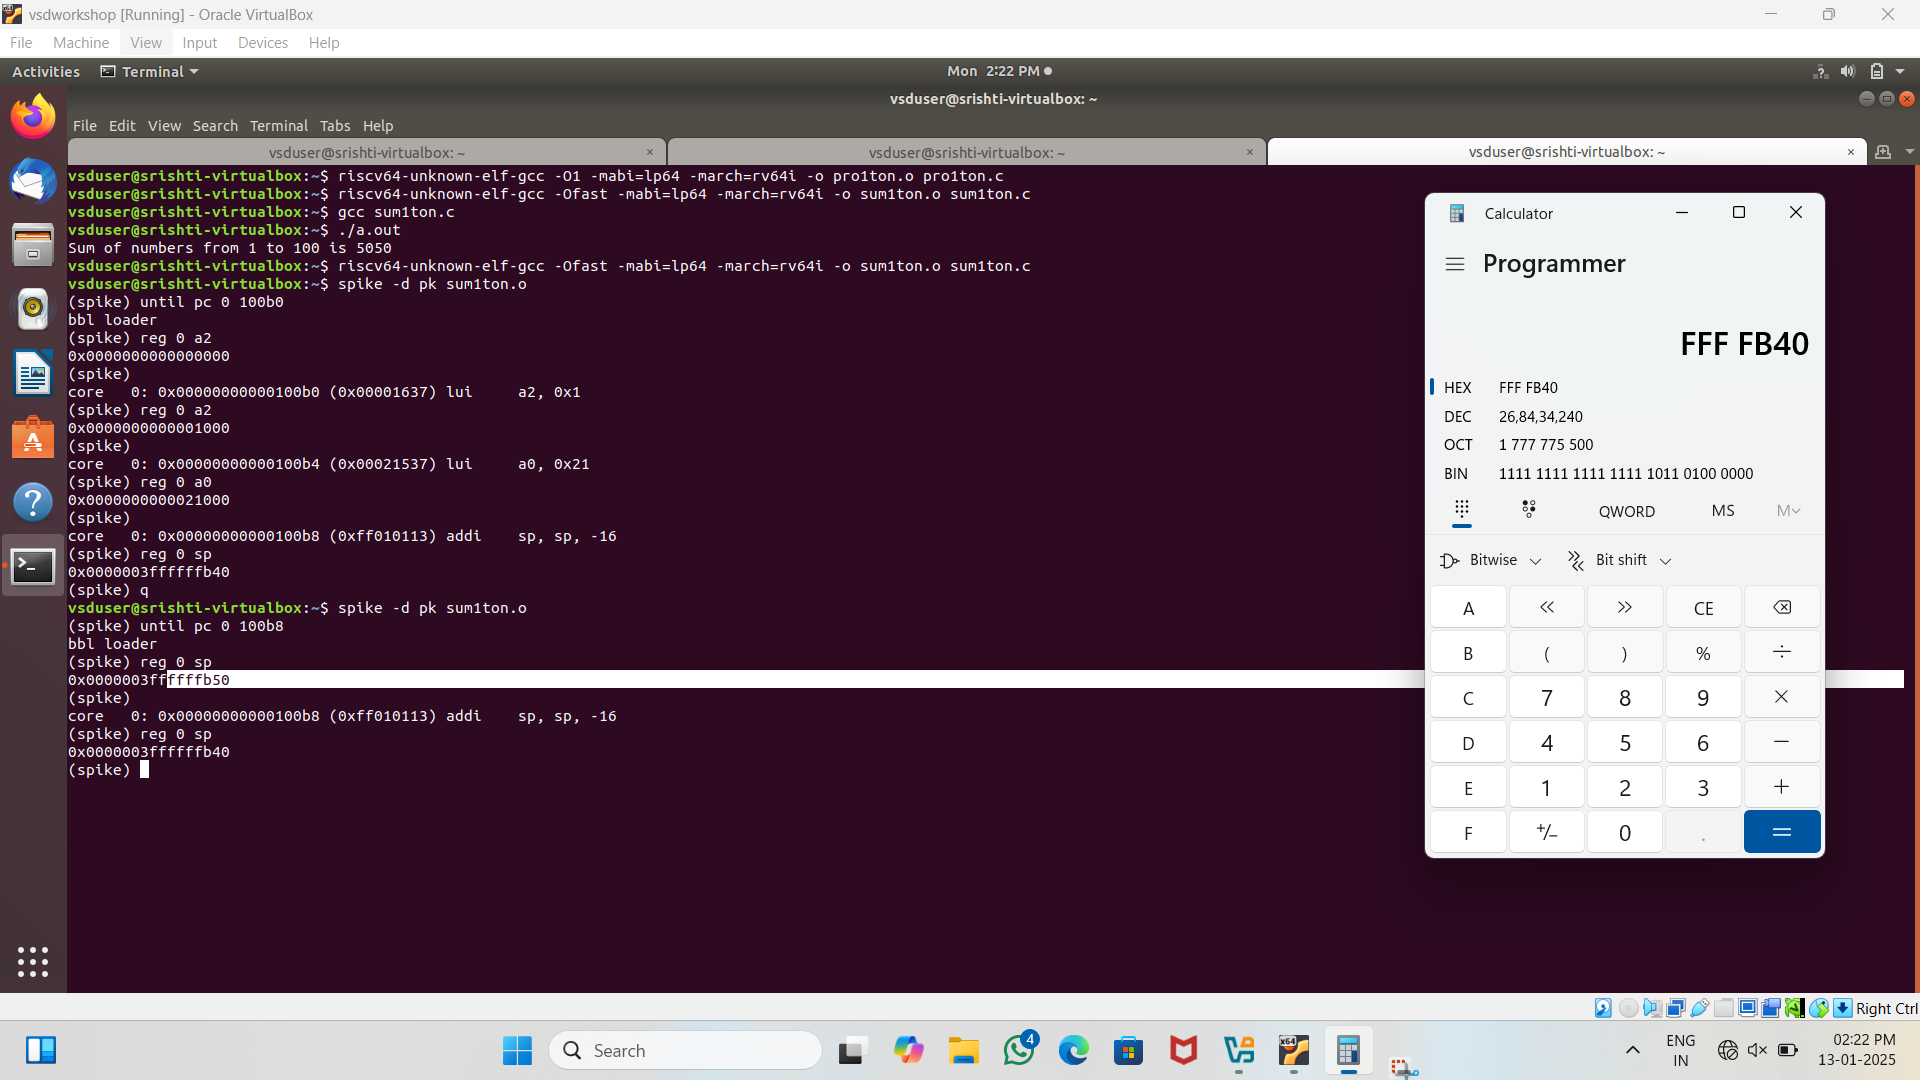 vsdworkshop [Running] - Oracle VirtualBox
File Machine View Input Devices Help
Activities Terminal Mon 2:22 PM
vsduser@srishti-virtualbox: ~
File Edit View Search Terminal Tabs Help
vsduser@srishti-virtualbox: ~ × vsduser@srishti-virtualbox: ~ × vsduser@srishti-virtualbox: ~ ×
vsduser@srishti-virtualbox:~$ riscv64-unknown-elf-gcc -O1 -mabi=lp64 -march=rv64i -o pro1ton.o pro1ton.c
vsduser@srishti-virtualbox:~$ riscv64-unknown-elf-gcc -Ofast -mabi=lp64 -march=rv64i -o sum1ton.o sum1ton.c
vsduser@srishti-virtualbox:~$ gcc sum1ton.c
vsduser@srishti-virtualbox:~$ ./a.out
Sum of numbers from 1 to 100 is 5050
vsduser@srishti-virtualbox:~$ riscv64-unknown-elf-gcc -Ofast -mabi=lp64 -march=rv64i -o sum1ton.o sum1ton.c
vsduser@srishti-virtualbox:~$ spike -d pk sum1ton.o
(spike) until pc 0 100b0
bbl loader
(spike) reg 0 a2
0x0000000000000000
(spike)
core   0: 0x00000000000100b0 (0x00001637) lui     a2, 0x1
(spike) reg 0 a2
0x0000000000001000
(spike)
core   0: 0x00000000000100b4 (0x00021537) lui     a0, 0x21
(spike) reg 0 a0
0x0000000000021000
(spike)
core   0: 0x00000000000100b8 (0xff010113) addi    sp, sp, -16
(spike) reg 0 sp
0x0000003ffffffb40
(spike) q
vsduser@srishti-virtualbox:~$ spike -d pk sum1ton.o
(spike) until pc 0 100b8
bbl loader
(spike) reg 0 sp
0x0000003ffffffb50
(spike)
core   0: 0x00000000000100b8 (0xff010113) addi    sp, sp, -16
(spike) reg 0 sp
0x0000003ffffffb40
(spike)
Calculator
Programmer
FFF FB40
HEX FFF FB40
DEC 26,84,34,240
OCT 1 777 775 500
BIN 1111 1111 1111 1111 1011 0100 0000
QWORD MS M
Bitwise Bit shift
A << >> CE
B ( ) % ÷
C 7 8 9 ×
D 4 5 6 −
E 1 2 3 +
F +/− 0 . =
Right Ctrl
Search
4
x64
ENG
IN
02:22 PM
13-01-2025